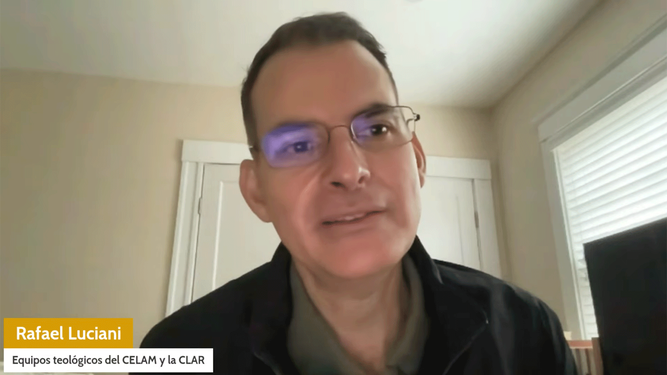 Rafael Luciani
Equipos teológicos del CELAM y la CLAR